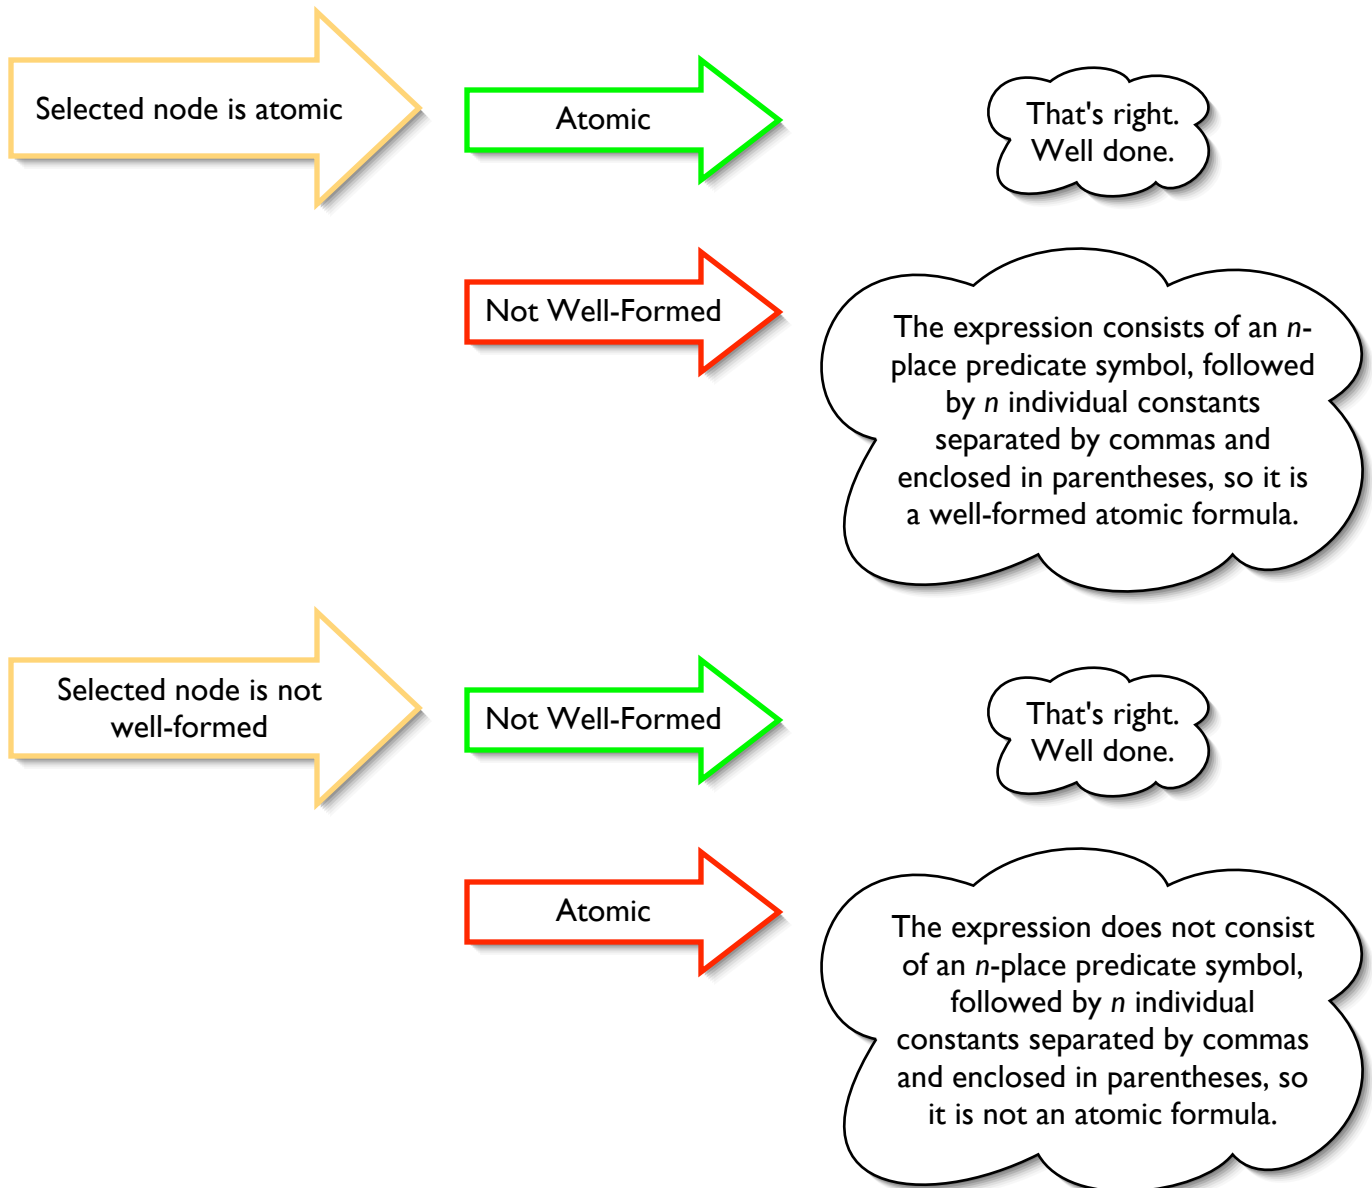 Selected node is atomic
Atomic
That's right.
Well done.
Not Well-Formed
The expression consists of an n-
place predicate symbol, followed
by n individual constants
separated by commas and
enclosed in parentheses, so it is
a well-formed atomic formula.
Selected node is not
well-formed
Not Well-Formed
That's right.
Well done.
Atomic
The expression does not consist
of an n-place predicate symbol,
followed by n individual
constants separated by commas
and enclosed in parentheses, so
it is not an atomic formula.